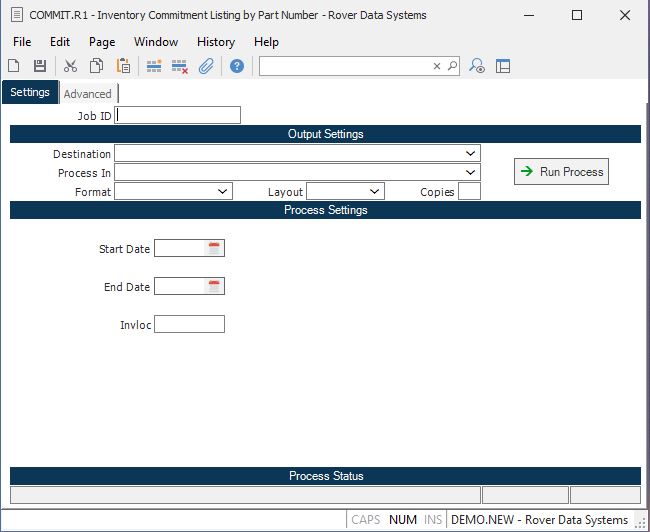 COMMIT.R1 - Inventory Commitment Listing by Part Number - Rover Data Systems
File Edit Page Window History Help
Settings Advanced
Job ID
Output Settings
Destination
Process In
Run Process
Format Layout Copies
Process Settings
Start Date
End Date
Invloc
Process Status
CAPS NUM INS DEMO.NEW - Rover Data Systems